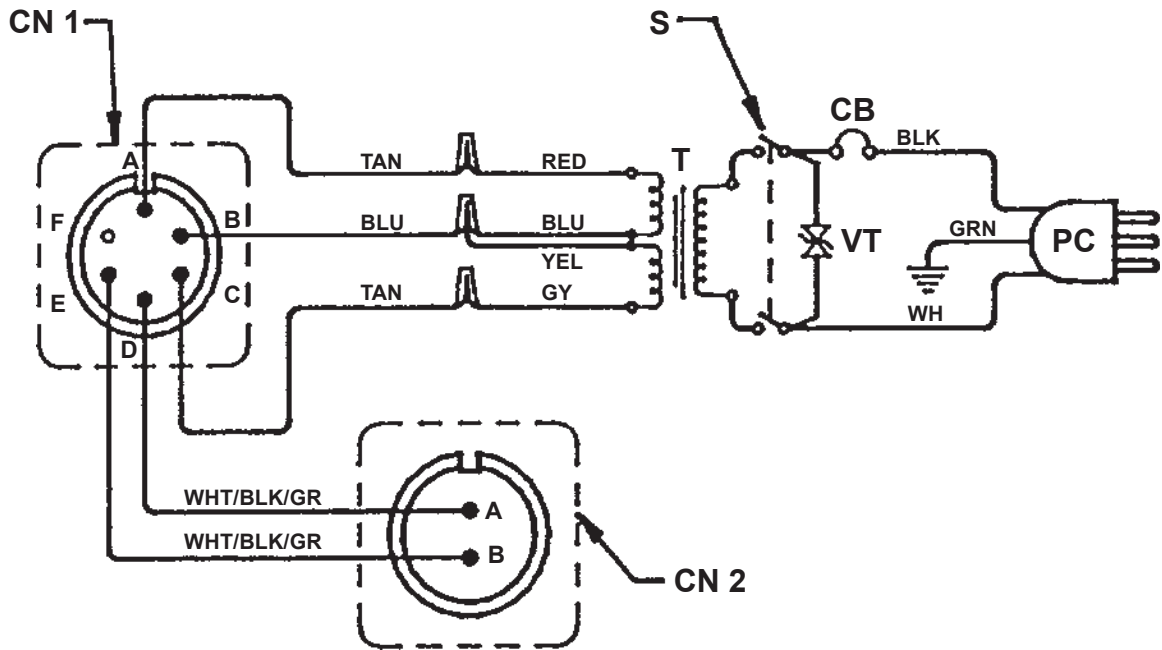 CN 1
S
CB
BLK
A
TAN
RED
T
F
B
BLU
BLU
VT
GRN
PC
YEL
E
C
TAN
GY
WH
D
WHT/BLK/GR
A
WHT/BLK/GR
B
CN 2